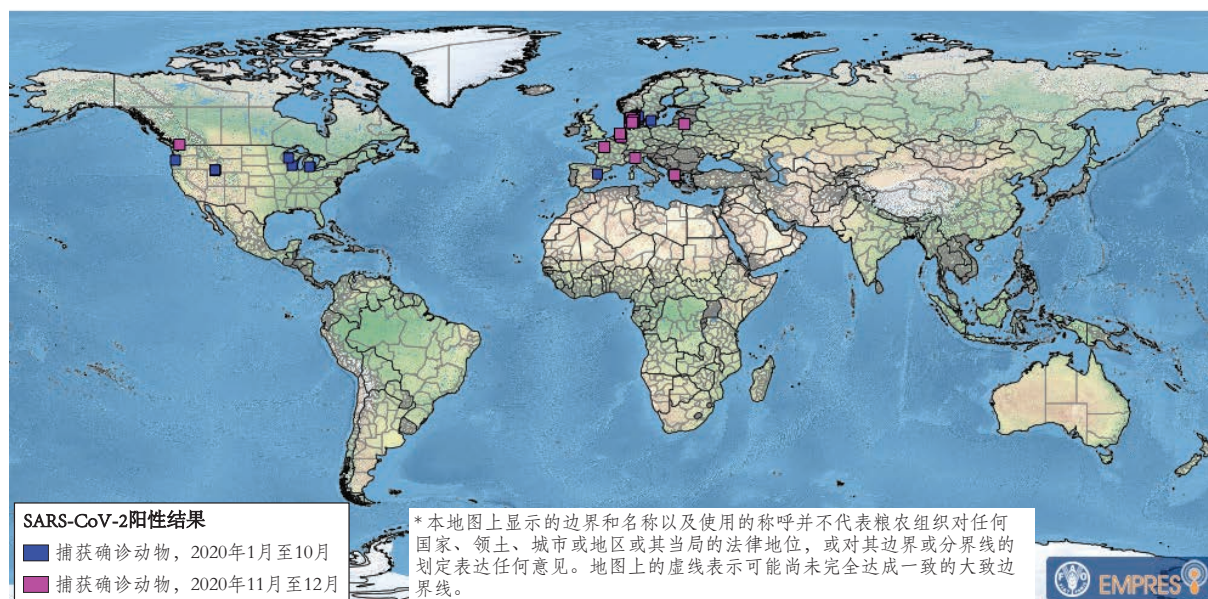 SARS-CoV-2阳性结果
捕获确诊动物，2020年1月至10月
捕获确诊动物，2020年11月至12月
*本地图上显示的边界和名称以及使用的称呼并不代表粮农组织对任何
国家、领土、城市或地区或其当局的法律地位，或对其边界或分界线的
划定表达任何意见。地图上的虚线表示可能尚未完全达成一致的大致边
界线。
FAO
EMPRES